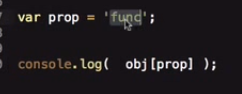 var prop = 'func';
console.log( obj[prop] );